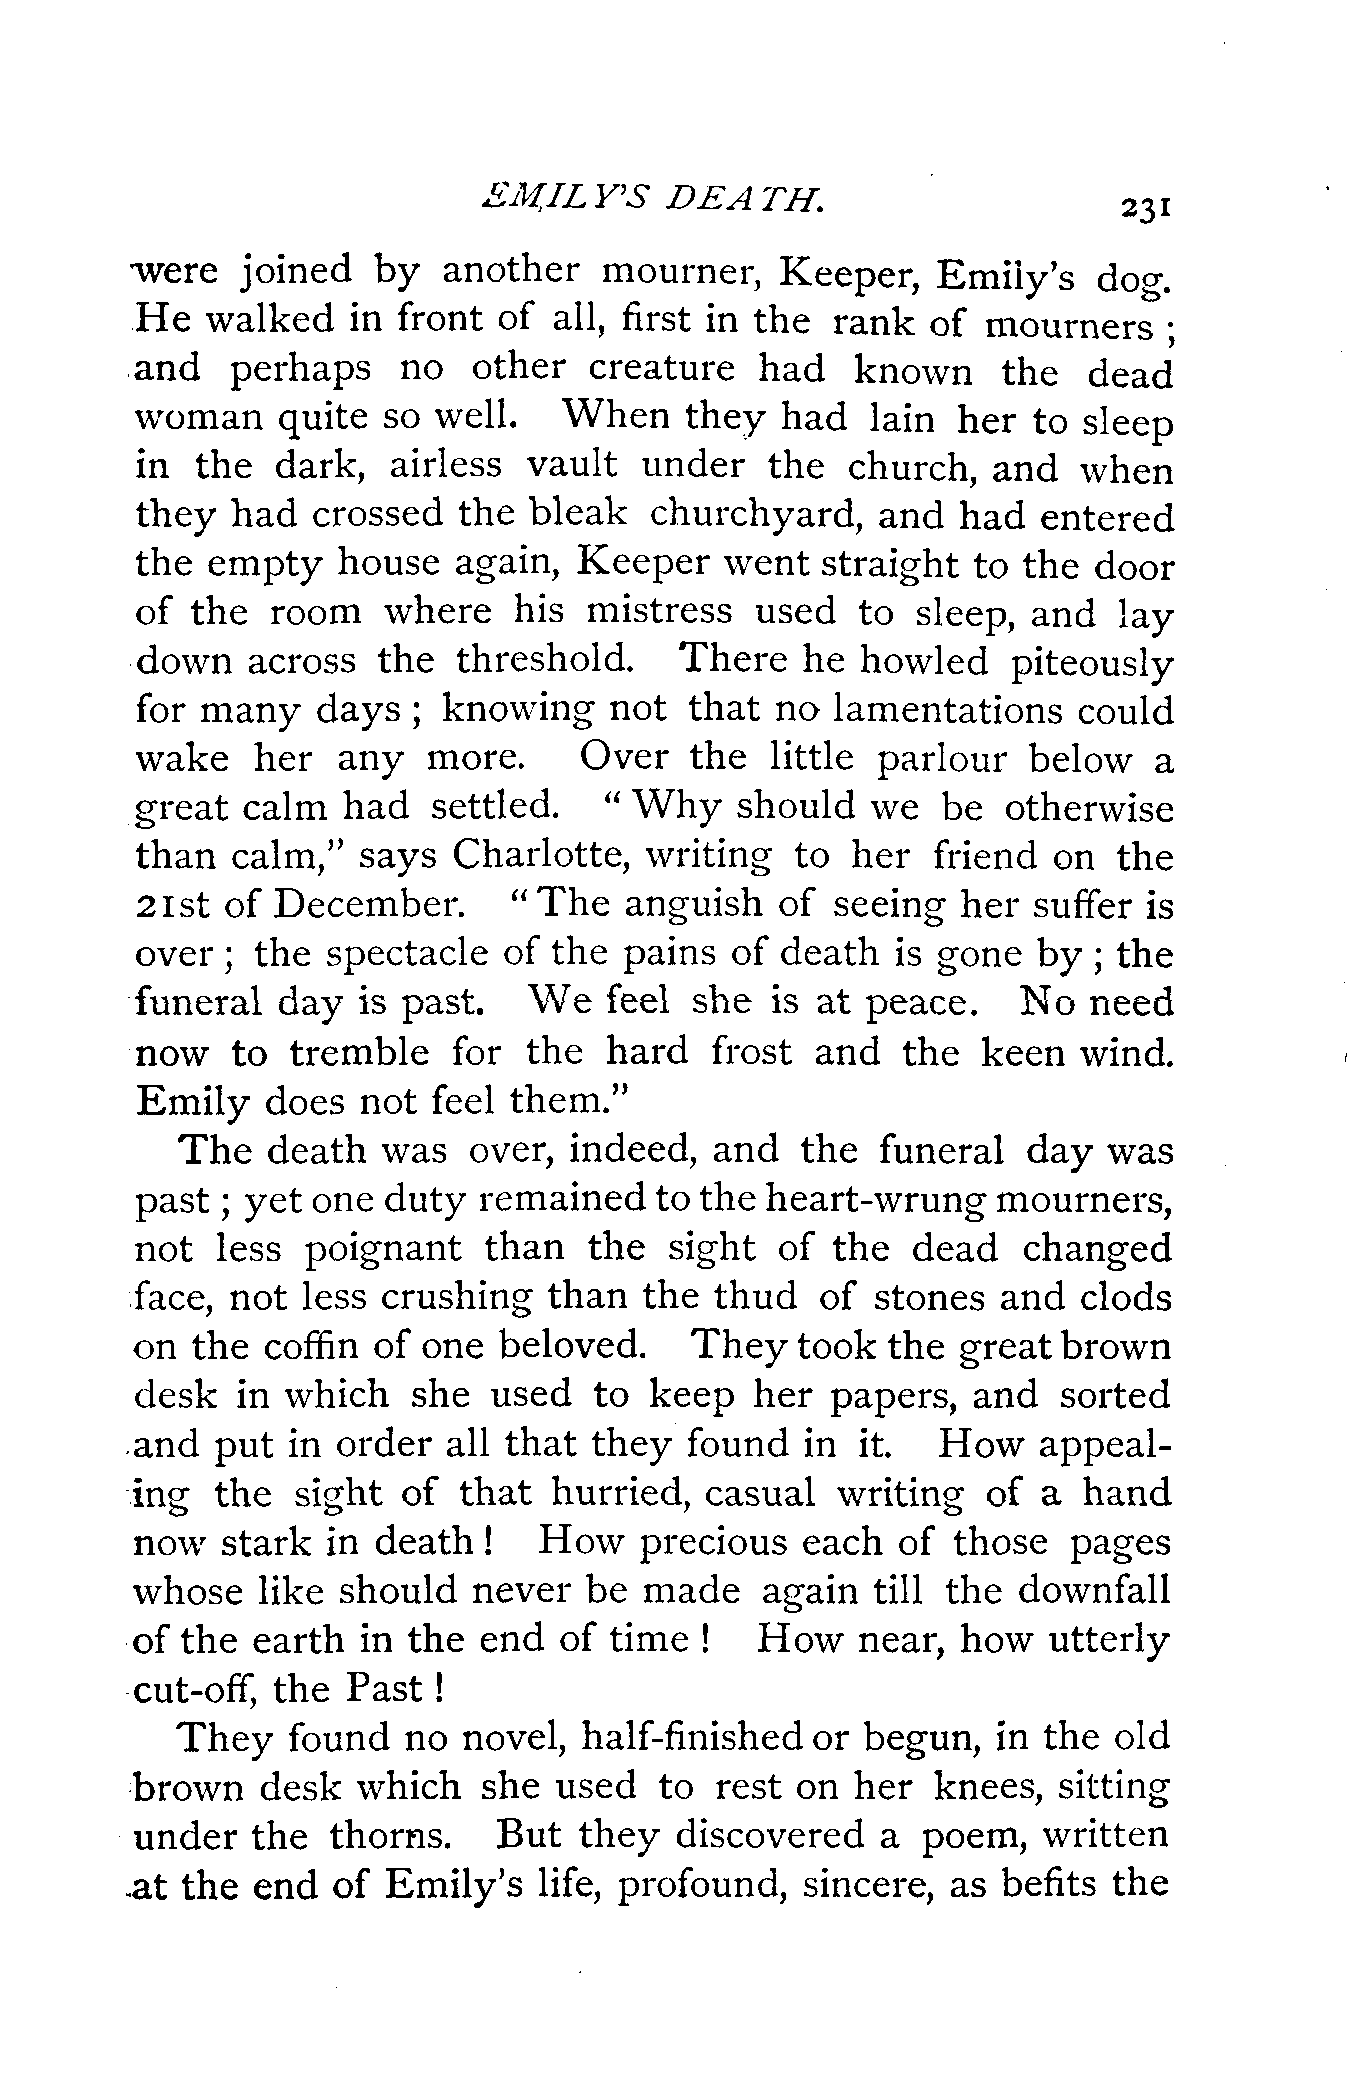 EMILY'S DEATH. 231
were joined by another mourner, Keeper, Emily's dog.
He walked in front of all, first in the rank of mourners ;
and perhaps no other creature had known the dead
woman quite so well. When they had lain her to sleep
in the dark, airless vault under the church, and when
they had crossed the bleak churchyard, and had entered
the empty house again, Keeper went straight to the door
of the room where his mistress used to sleep, and lay
down across the threshold. There he howled piteously
for many days ; knowing not that no lamentations could
wake her any more. Over the little parlour below a
great calm had settled. "Why should we be otherwise
than calm," says Charlotte, writing to her friend on the
21st of December. "The anguish of seeing her suffer is
over ; the spectacle of the pains of death is gone by ; the
funeral day is past. We feel she is at peace. No need
now to tremble for the hard frost and the keen wind.
Emily does not feel them."
The death was over, indeed, and the funeral day was
past ; yet one duty remained to the heart-wrung mourners,
not less poignant than the sight of the dead changed
face, not less crushing than the thud of stones and clods
on the coffin of one beloved. They took the great brown
desk in which she used to keep her papers, and sorted
and put in order all that they found in it. How appeal-
ing the sight of that hurried, casual writing of a hand
now stark in death ! How precious each of those pages
whose like should never be made again till the downfall
of the earth in the end of time ! How near, how utterly
cut-off, the Past !
They found no novel, half-finished or begun, in the old
brown desk which she used to rest on her knees, sitting
under the thorns. But they discovered a poem, written
at the end of Emily's life, profound, sincere, as befits the